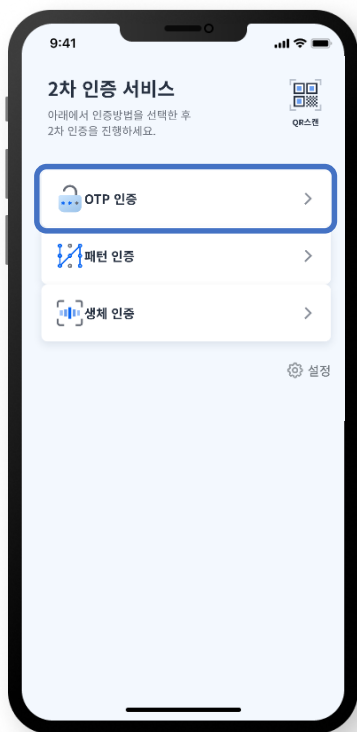 9:41
2차 인증 서비스
아래에서 인증방법을 선택한 후
2차 인증을 진행하세요.
QR스캔
OTP 인증
패턴 인증
생체 인증
설정